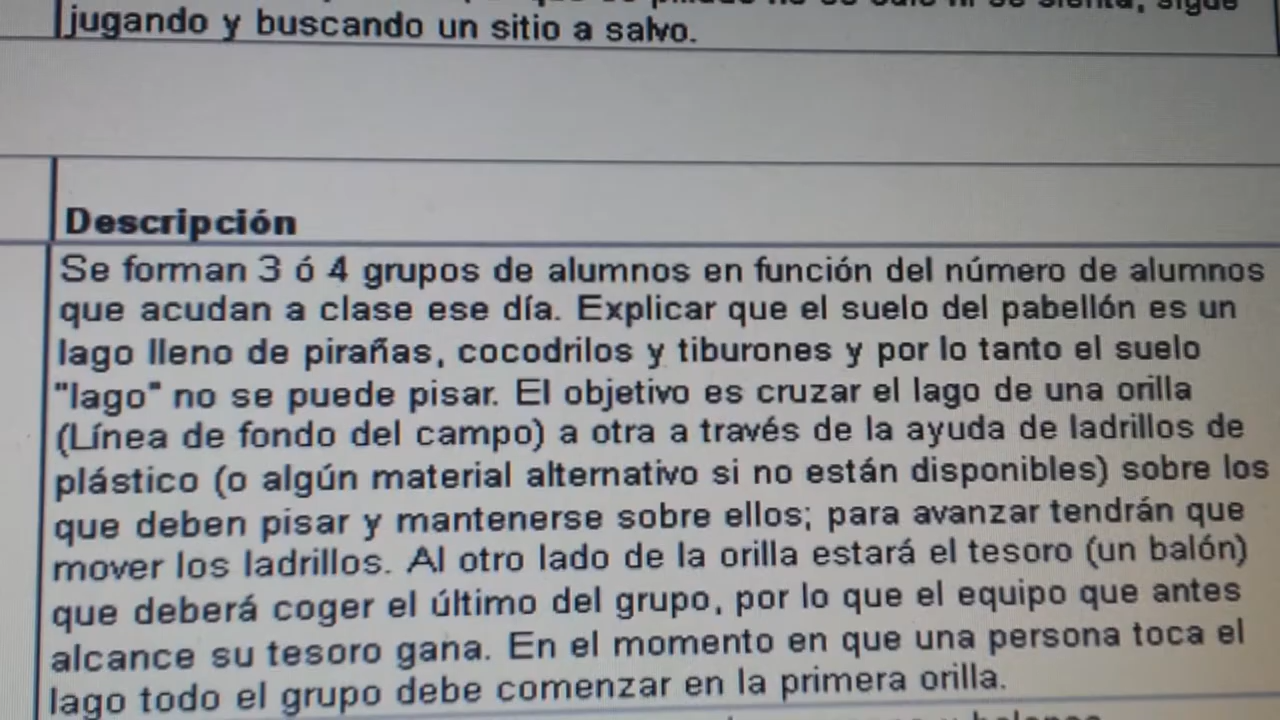 sigue
jugando y buscando un sitio a salvo.
Descripción
Se forman 3 ó 4 grupos de alumnos en función del número de alumnos
que acudan a clase ese día. Explicar que el suelo del pabellón es un
lago lleno de pirañas, cocodrilos y tiburones y por lo tanto el suelo
"lago" no se puede pisar. El objetivo es cruzar el lago de una orilla
(Línea de fondo del campo) a otra a través de la ayuda de ladrillos de
plástico (o algún material alternativo si no están disponibles) sobre los
que deben pisar y mantenerse sobre ellos; para avanzar tendrán que
mover los ladrillos. Al otro lado de la orilla estará el tesoro (un balón)
que deberá coger el último del grupo, por lo que el equipo que antes
alcance su tesoro gana. En el momento en que una persona toca el
lago todo el grupo debe comenzar en la primera orilla.